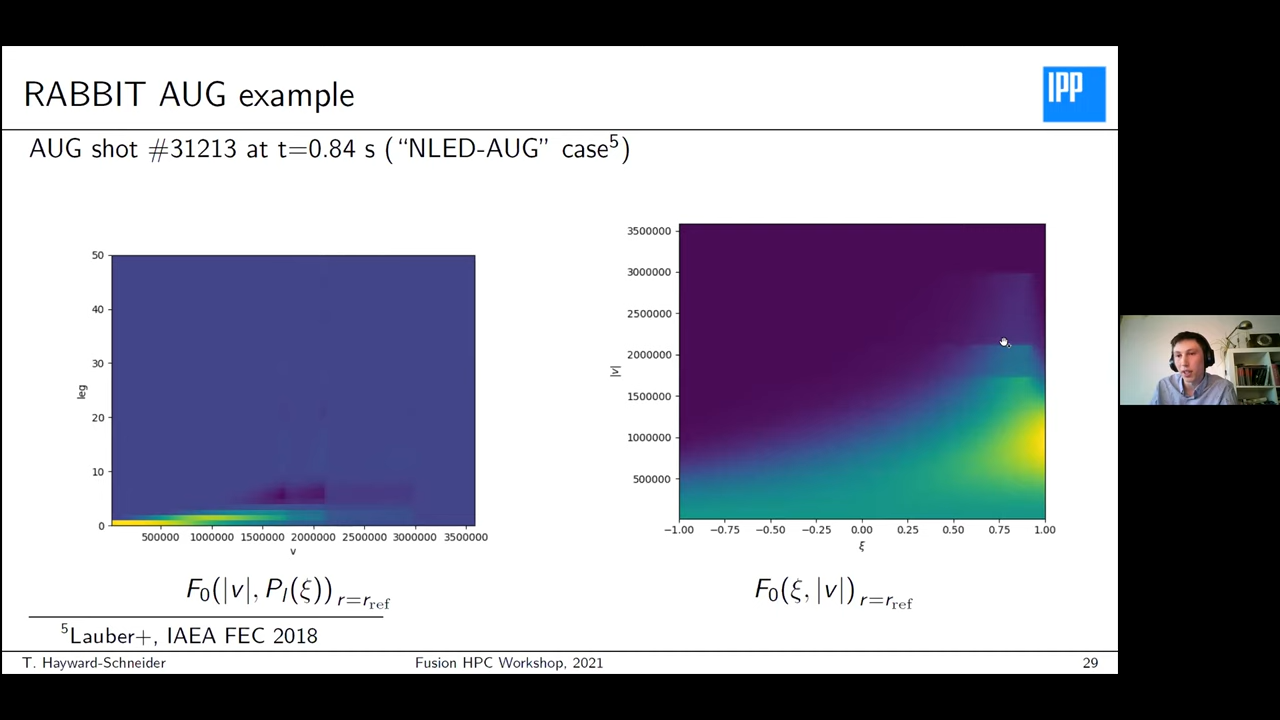 RABBIT AUG example
IPP
AUG shot #31213 at t=0.84 s (“NLED-AUG” case⁵)
50
40
30
20
10
0
leg
500000 1000000 1500000 2000000 2500000 3000000 3500000
v
3500000
3000000
2500000
2000000
1500000
1000000
500000
|v|
−1.00 −0.75 −0.50 −0.25 0.00 0.25 0.50 0.75 1.00
ξ
F₀(|v|, Pₗ(ξ)) r=r_ref
F₀(ξ, |v|) r=r_ref
⁵Lauber+, IAEA FEC 2018
T. Hayward-Schneider
Fusion HPC Workshop, 2021
29